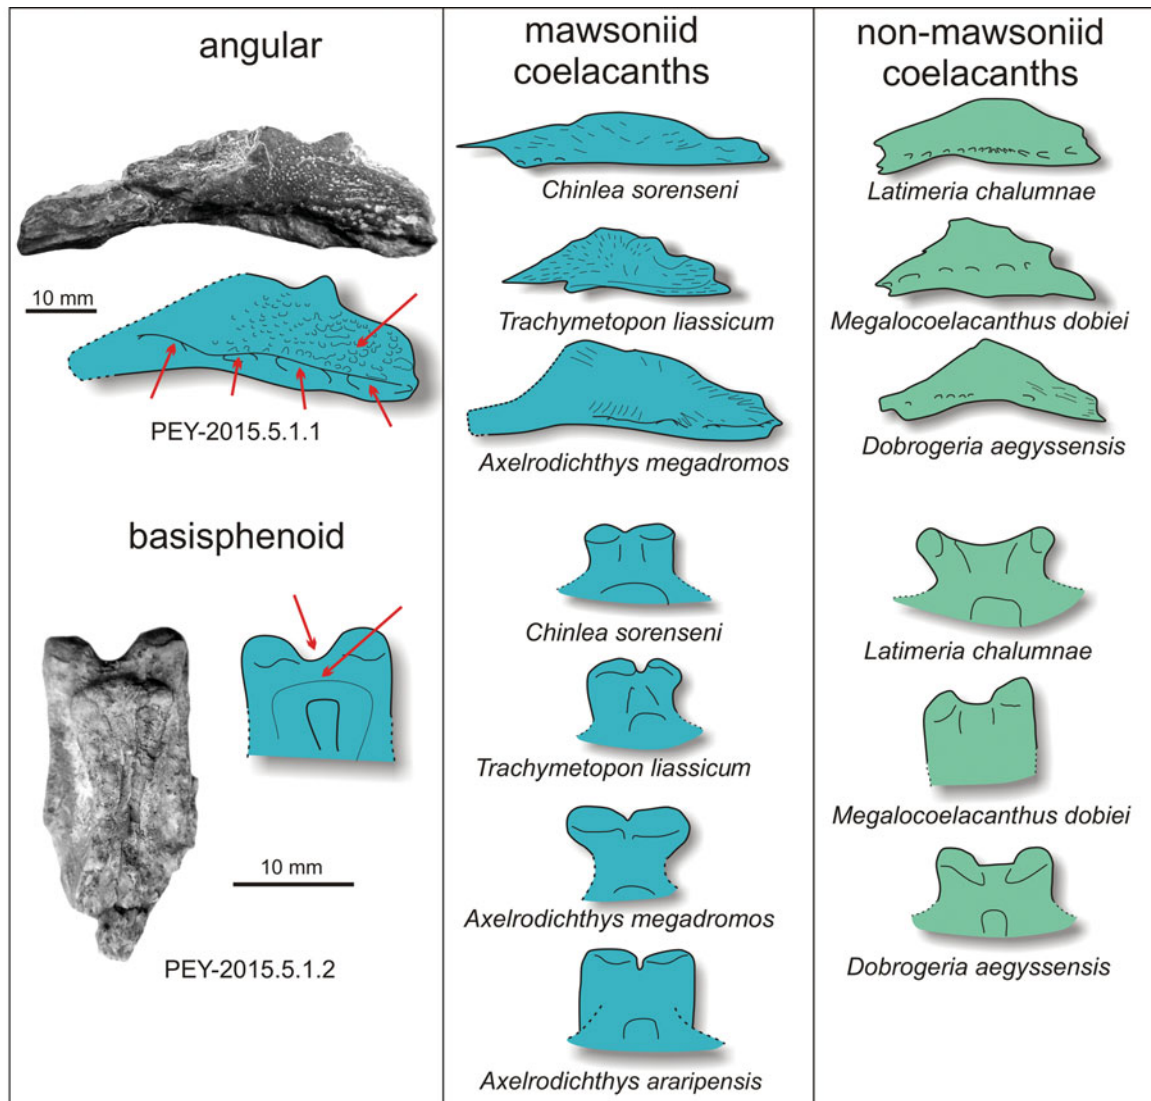 angular
10 mm
PEY-2015.5.1.1
basisphenoid
10 mm
PEY-2015.5.1.2
mawsoniid
coelacanths
Chinlea sorenseni
Trachymetopon liassicum
Axelrodichthys megadromos
Chinlea sorenseni
Trachymetopon liassicum
Axelrodichthys megadromos
Axelrodichthys araripensis
non-mawsoniid
coelacanths
Latimeria chalumnae
Megalocoelacanthus dobiei
Dobrogeria aegyssensis
Latimeria chalumnae
Megalocoelacanthus dobiei
Dobrogeria aegyssensis